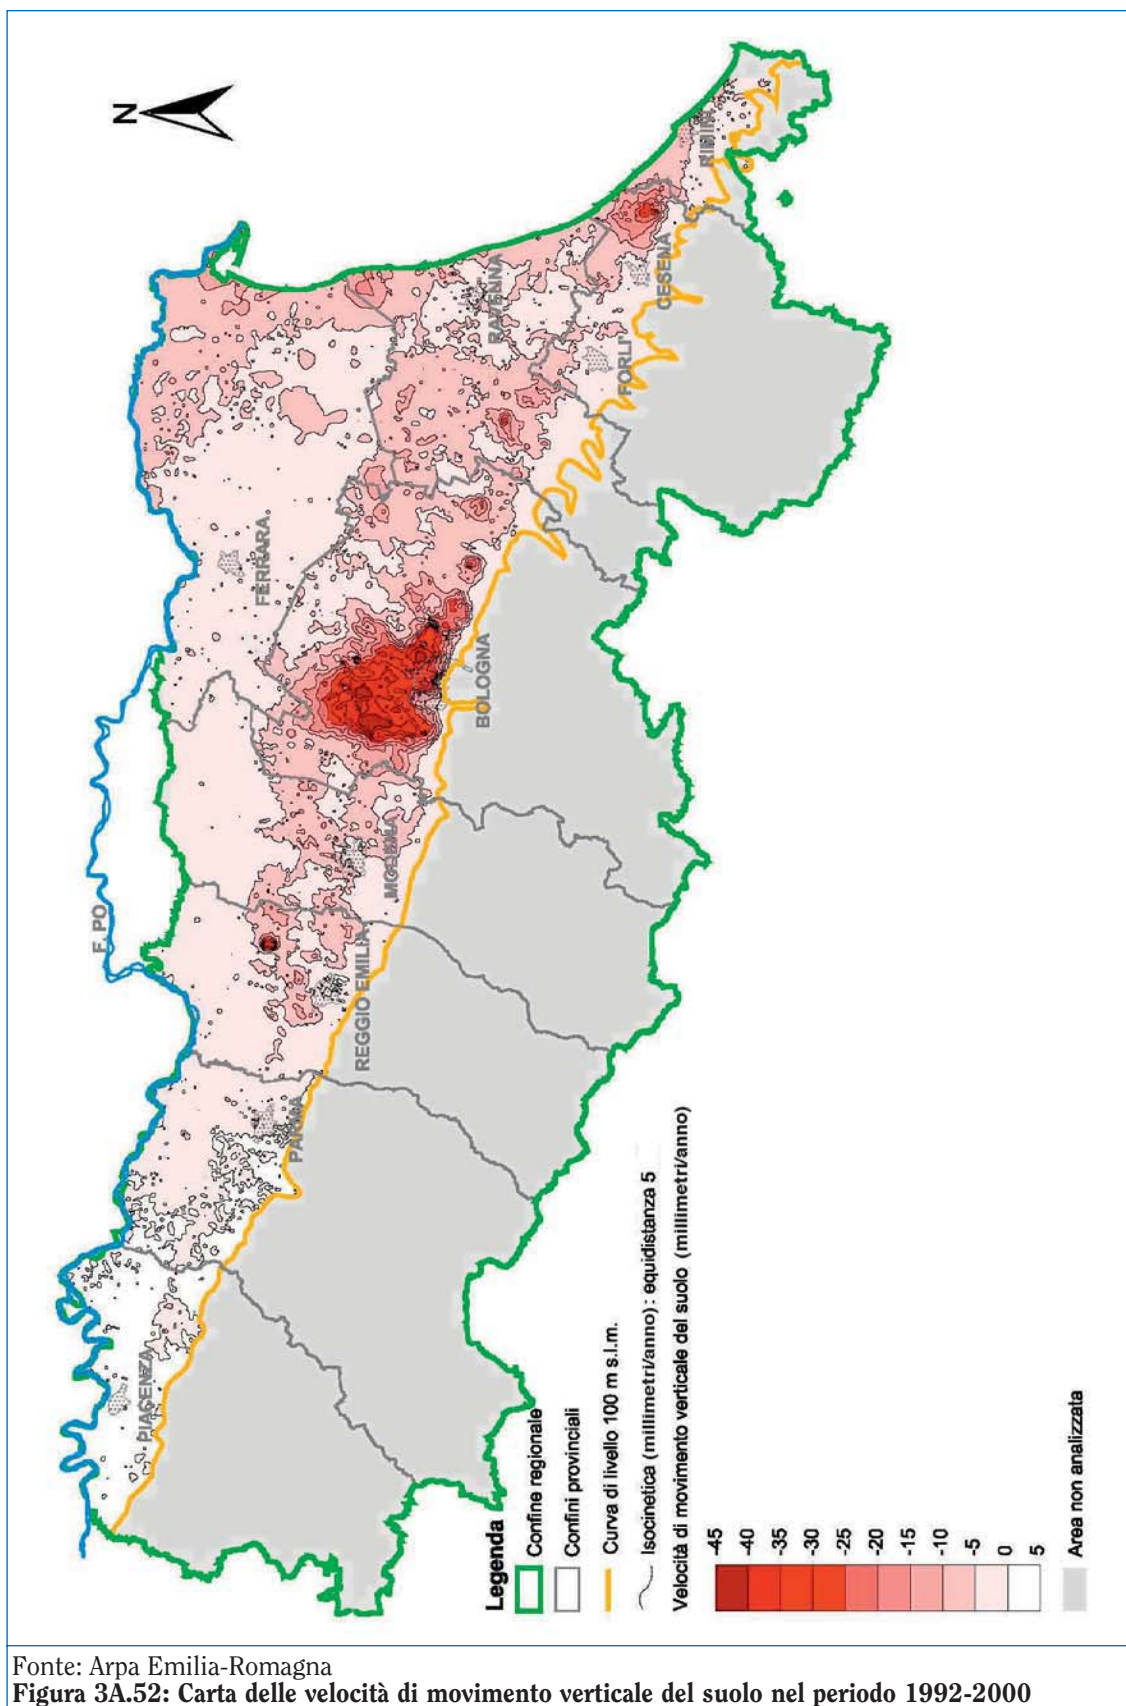 N
F. PO
PIACENZA
PARMA
REGGIO EMILIA
MODENA
BOLOGNA
FERRARA
RAVENNA
FORLI'
CESENA
RIMINI
Legenda
Confine regionale
Confini provinciali
Curva di livello 100 m s.l.m.
Isocinetica (millimetri/anno) : equidistanza 5
Velocità di movimento verticale del suolo (millimetri/anno)
-45
-40
-35
-30
-25
-20
-15
-10
-5
0
5
Area non analizzata
Fonte: Arpa Emilia-Romagna
Figura 3A.52: Carta delle velocità di movimento verticale del suolo nel periodo 1992-2000